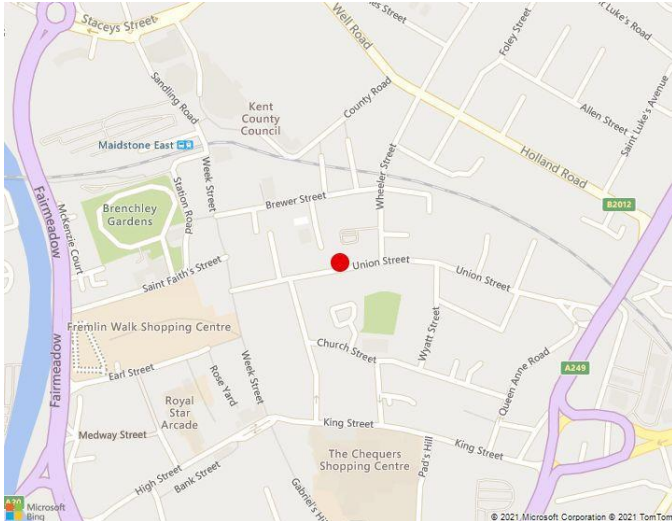 Staceys Street
Well Road
Foley Street
Saint Luke's Road
Saint Luke's Avenue
Sandling Road
Kent
County
Council
County Road
Allen Street
Maidstone East
Holland Road
Fairmeadow
Week Street
Station Road
Wheeler Street
Brewer Street
Brenchley
Gardens
B2012
McKenzie Court
Union Street
Union Street
Saint Faith's Street
Fremlin Walk Shopping Centre
Wyatt Street
Church Street
Week Street
Rose Yard
Earl Street
Queen Anne Road
A249
Fairmeadow
Royal
Star
Arcade
Medway Street
King Street
King Street
The Chequers
Shopping Centre
Pad's Hill
High Street
Bank Street
Gabriel's Hi
A20
Microsoft
Bing
© 2021 Microsoft Corporation © 2021 TomTom